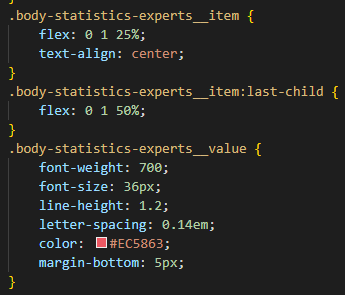 .body-statistics-experts__item {
flex: 0 1 25%;
text-align: center;
}
.body-statistics-experts__item:last-child {
flex: 0 1 50%;
}
.body-statistics-experts__value {
font-weight: 700;
font-size: 36px;
line-height: 1.2;
letter-spacing: 0.14em;
color: #EC5863;
margin-bottom: 5px;
}